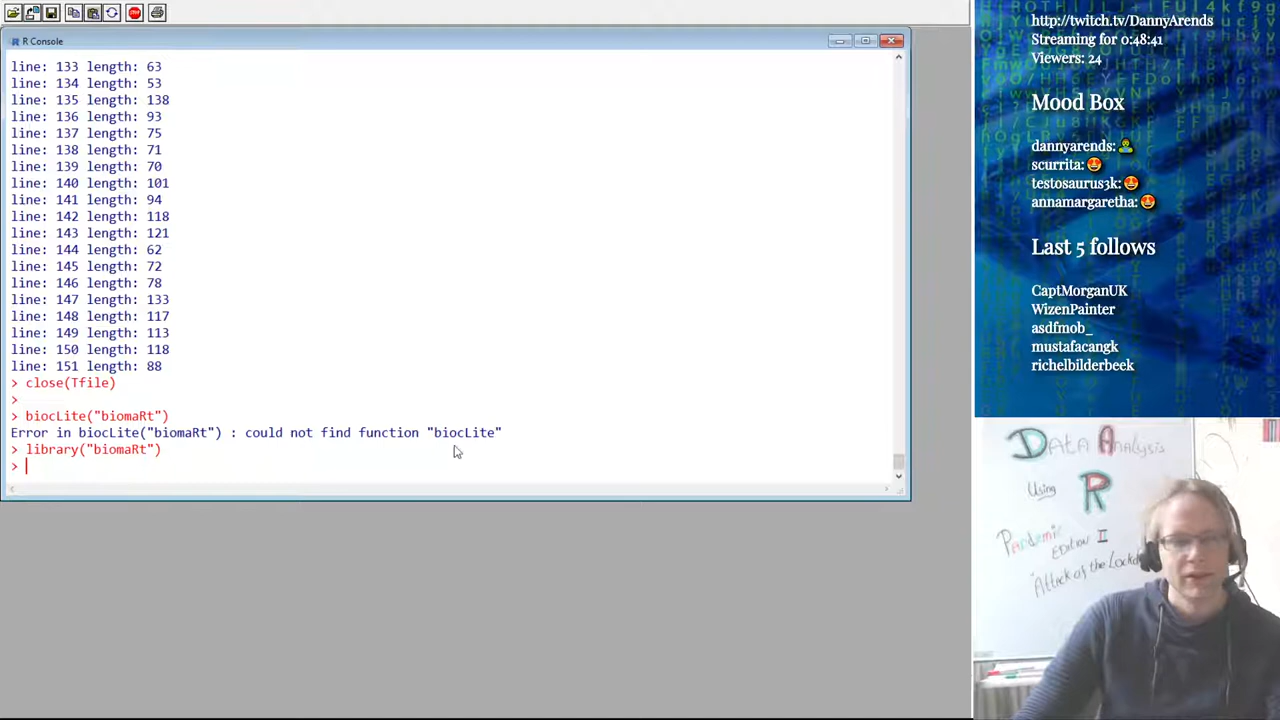 R Console
line: 133 length: 63
line: 134 length: 53
line: 135 length: 138
line: 136 length: 93
line: 137 length: 75
line: 138 length: 71
line: 139 length: 70
line: 140 length: 101
line: 141 length: 94
line: 142 length: 118
line: 143 length: 121
line: 144 length: 62
line: 145 length: 72
line: 146 length: 78
line: 147 length: 133
line: 148 length: 117
line: 149 length: 113
line: 150 length: 118
line: 151 length: 88
> close(Tfile)
>
> biocLite("biomaRt")
Error in biocLite("biomaRt") : could not find function "biocLite"
> library("biomaRt")
>
http://twitch.tv/DannyArends
Streaming for 0:48:41
Viewers: 24
Mood Box
dannyarends:
scurrita:
testosaurus3k:
annamargaretha:
Last 5 follows
CaptMorganUK
WizenPainter
asdfmob_
mustafacangk
richelbilderbeek
Data Analysis
Using R
Pandemic
Edition II
"Attack of the